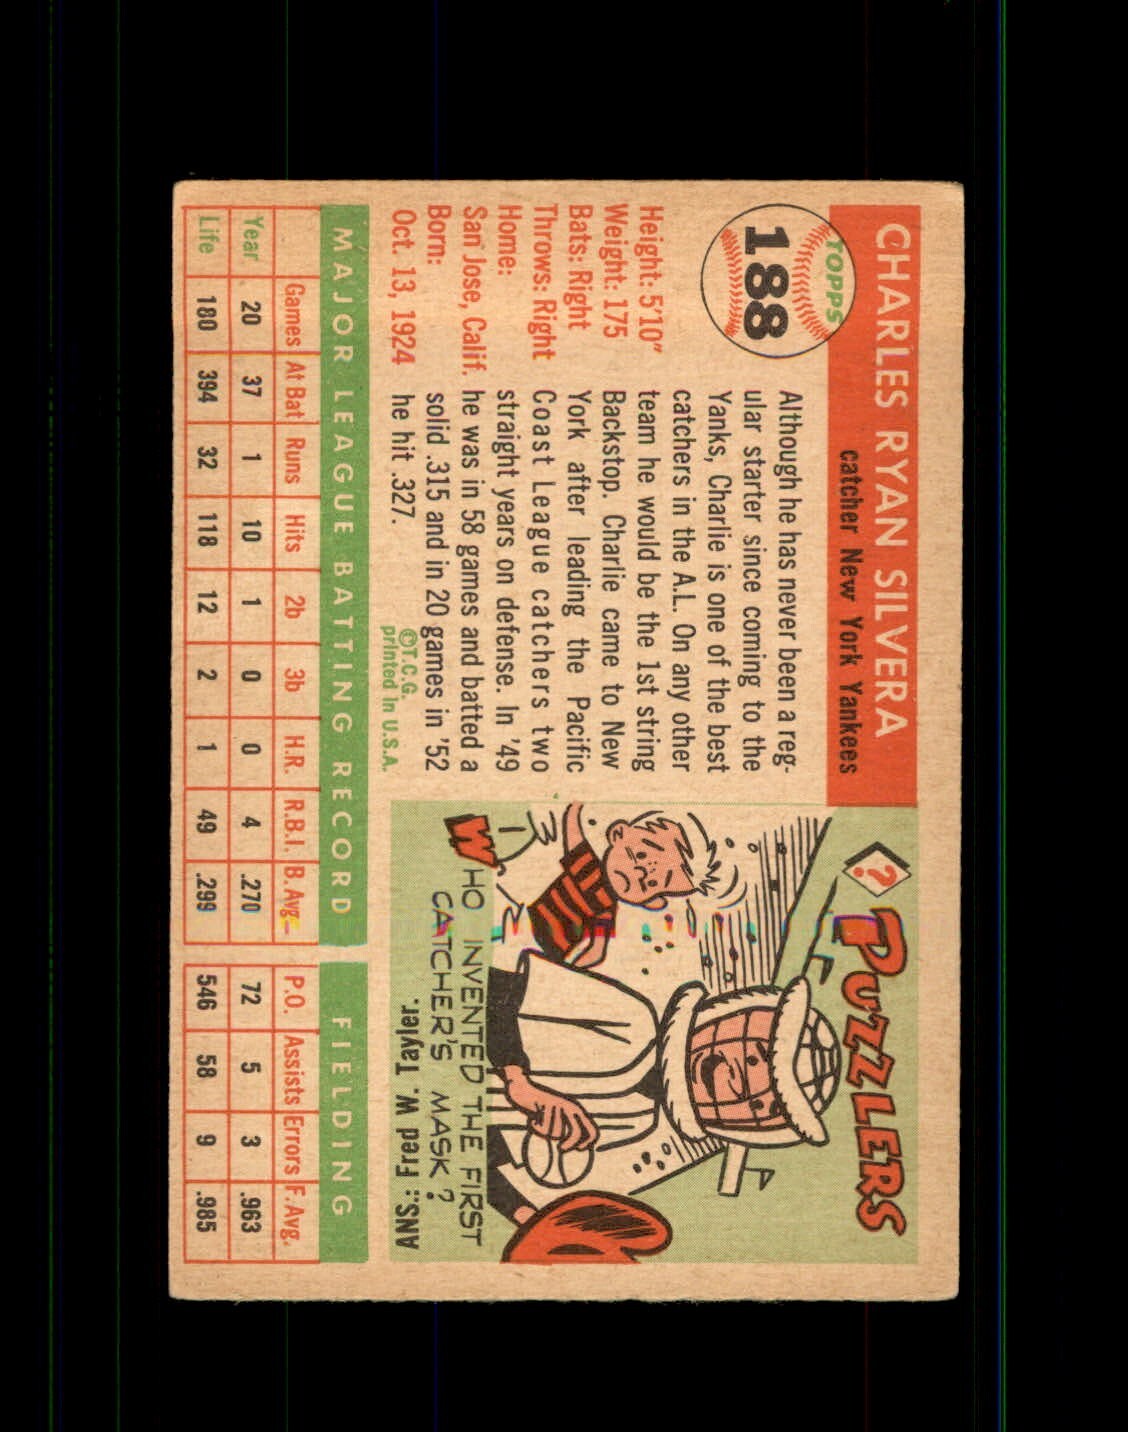 CHARLES RYAN SILVERA
catcher New York Yankees
TOPPS
188
Height: 5'10"
Weight: 175
Bats: Right
Throws: Right
Home:
San Jose, Calif.
Born:
Oct. 13, 1924
Although he has never been a reg-
ular starter since coming to the
Yanks, Charlie is one of the best
catchers in the A.L. On any other
team he would be the 1st string
Backstop. Charlie came to New
York after leading the Pacific
Coast League catchers two
straight years on defense. In '49
he was in 58 games and batted a
solid .315 and in 20 games in '52
he hit .327.
©T.C.G.
printed in U.S.A.
? PUZZLERS
WHO INVENTED THE FIRST
CATCHER'S MASK?
ANS.: Fred W. Tayler.
MAJOR LEAGUE BATTING RECORD FIELDING
Games At Bat Runs Hits 2b 3b H.R. R.B.I. B. Avg. P.O. Assists Errors F. Avg.
Year 20 37 1 10 1 0 0 4 .270 72 5 3 .963
Life 180 394 32 118 12 2 1 49 .299 546 58 9 .985